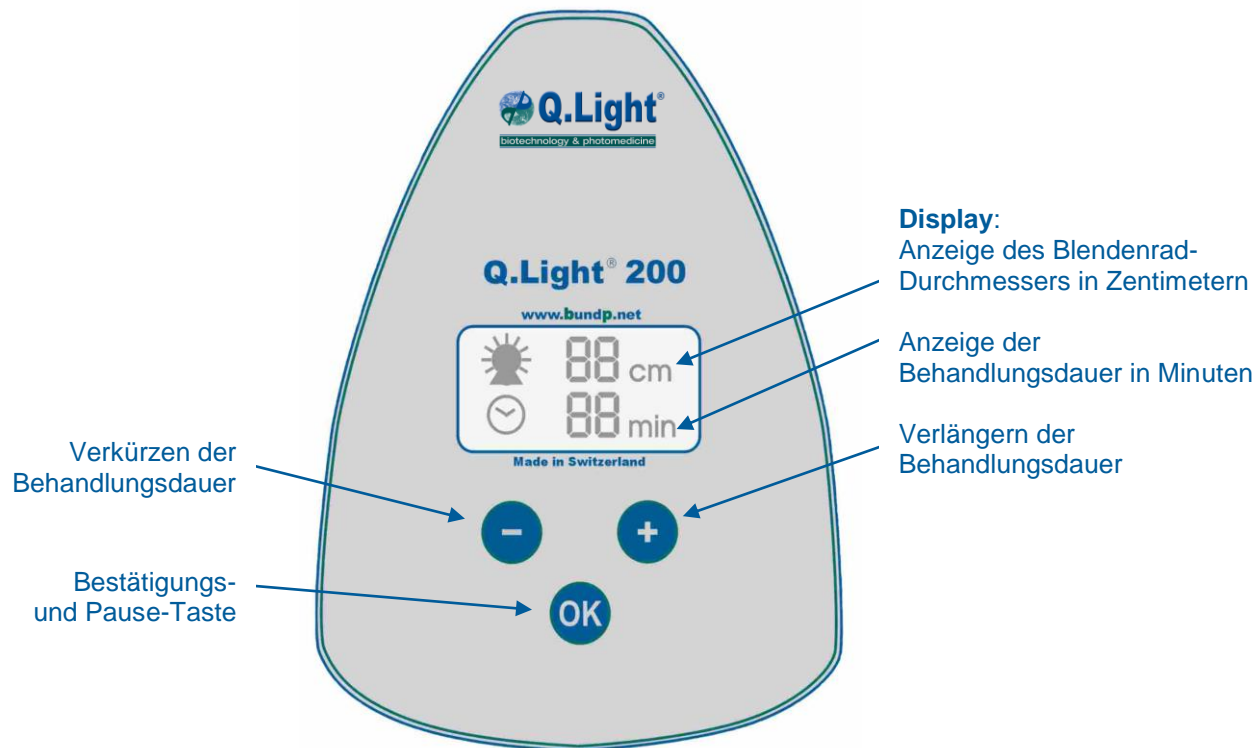 Q.Light®
biotechnology & photomedicine
Q.Light® 200
www.bundp.net
88 cm
88 min
Made in Switzerland
-
+
OK
Display:
Anzeige des Blendenrad-
Durchmessers in Zentimetern
Anzeige der
Behandlungsdauer in Minuten
Verlängern der
Behandlungsdauer
Verkürzen der
Behandlungsdauer
Bestätigungs-
und Pause-Taste